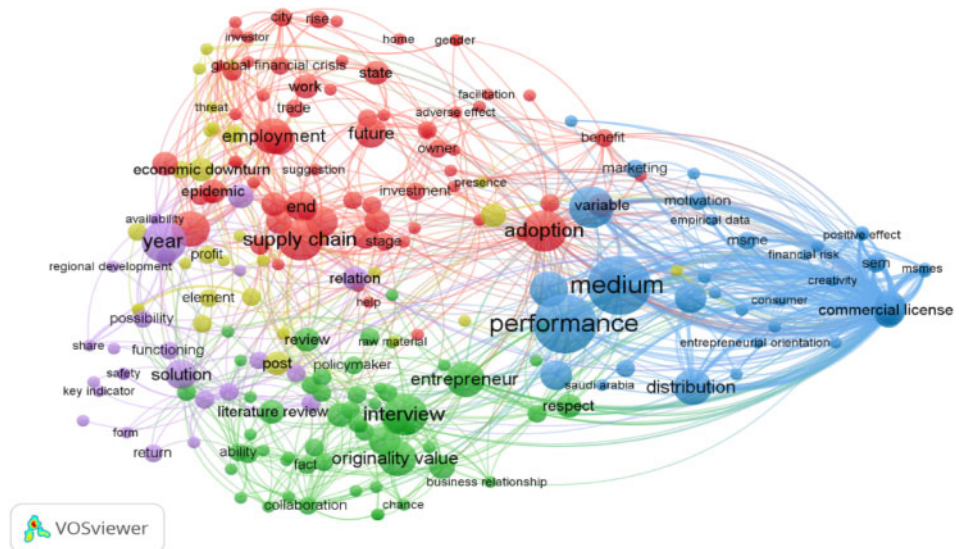 city
rise
investor
home
gender
global financial crisis
state
work
facilitation
threat
trade
adverse effect
employment
future
benefit
owner
economic downturn
suggestion
marketing
presence
epidemic
investment
motivation
end
variable
availability
empirical data
adoption
positive effect
year
supply chain
stage
msme
profit
financial risk
sem
msmes
regional development
relation
creativity
medium
element
help
consumer
commercial license
possibility
performance
review
raw material
entrepreneurial orientation
share
functioning
post
policymaker
safety
solution
entrepreneur
saudi arabia
distribution
key indicator
literature review
interview
respect
form
return
ability
fact
originality value
business relationship
collaboration
chance
VOSviewer